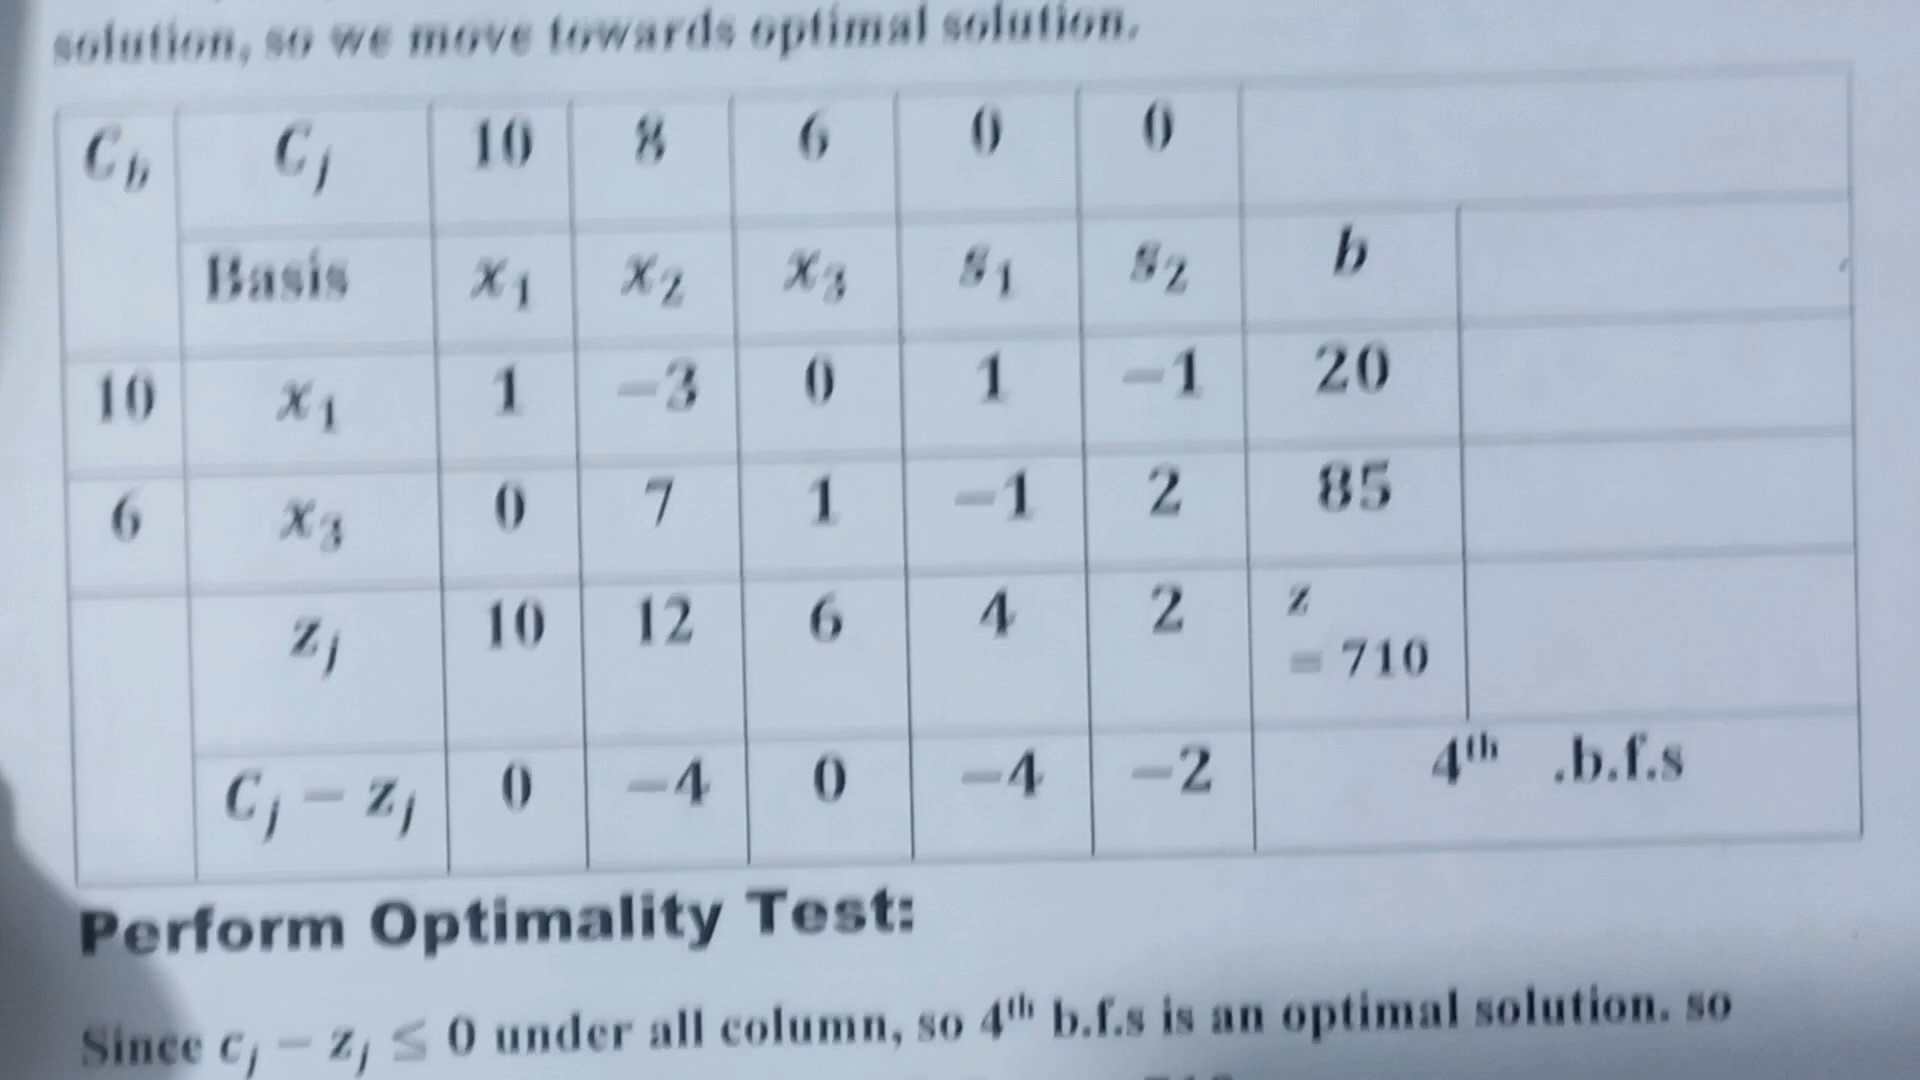 solution, so we move towards optimal solution.
C_b C_j 10 8 6 0 0
Basis x_1 x_2 x_3 s_1 s_2 b
10 x_1 1 −3 0 1 −1 20
6 x_3 0 7 1 −1 2 85
z_j 10 12 6 4 2 z = 710
C_j − z_j 0 −4 0 −4 −2 4th .b.f.s
Perform Optimality Test:
Since c_j − z_j ≤ 0 under all column, so 4th b.f.s is an optimal solution. so